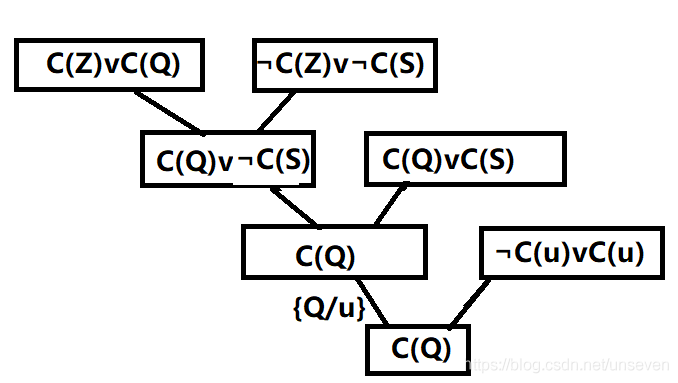 C(Z)vC(Q)
¬C(Z)v¬C(S)
C(Q)v¬C(S)
C(Q)vC(S)
C(Q)
¬C(u)vC(u)
{Q/u}
C(Q)
https://blog.csdn.net/unseven